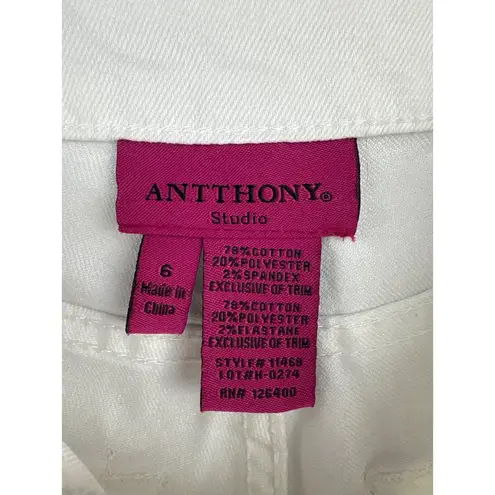 ANTTHONY®
Studio
6
Made in
China
78%COTTON
20%POLYESTER
2%SPANDEX
EXCLUSIVE OF TRIM
78%COTTON
20%POLYESTER
2%ELASTANE
EXCLUSIVE OF TRIM
STYLE# 11468
LOT#H-0274
RN# 126400